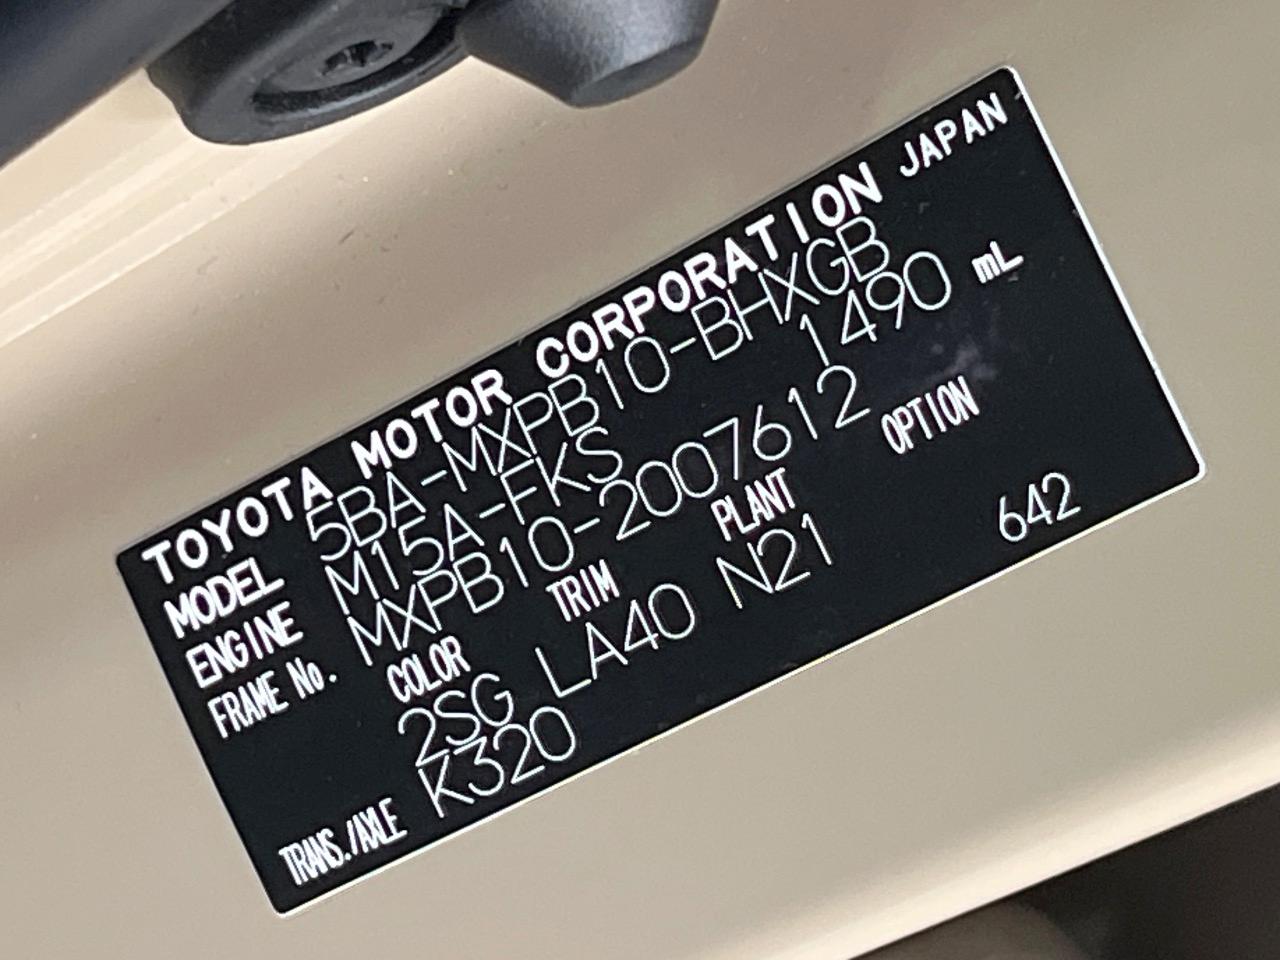 TOYOTA MOTOR CORPORATION JAPAN
MODEL 5BA-MXPB10-BHXGB
ENGINE M15A-FKS 1490 mL
FRAME No. MXPB10-2007612
COLOR TRIM PLANT OPTION
2SG LA40 N21 642
TRANS./AXLE K320